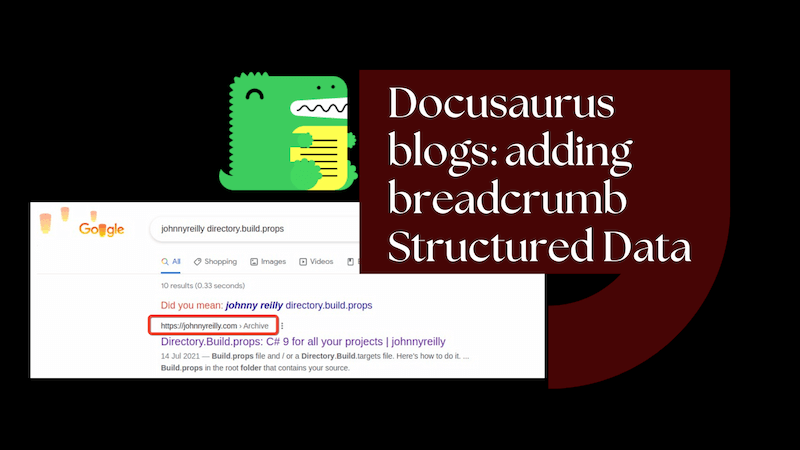 Docusaurus
blogs: adding
breadcrumb
Structured Data
Google
johnnyreilly directory.build.props
All Shopping Images Videos
10 results (0.33 seconds)
Did you mean: johnny reilly directory.build.props
https://johnnyreilly.com › Archive
Directory.Build.props: C# 9 for all your projects | johnnyreilly
14 Jul 2021 — Build.props file and / or a Directory.Build.targets file. Here's how to do it. ...
Build.props in the root folder that contains your source.